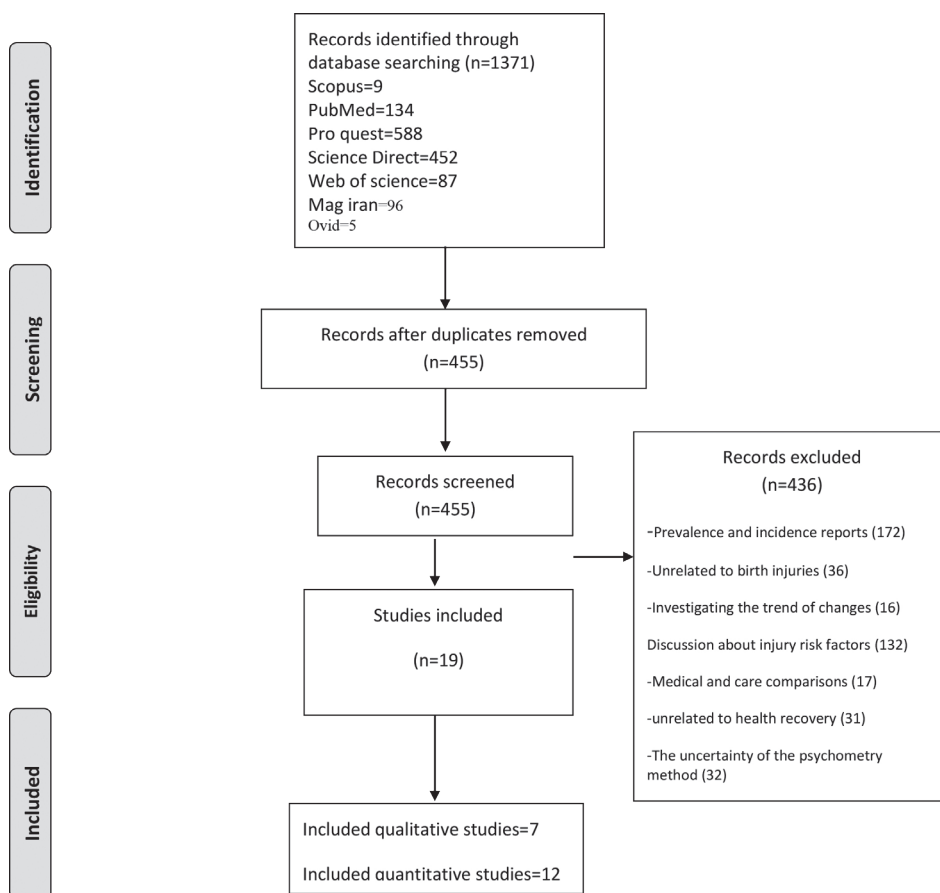 Identification
Records identified through
database searching (n=1371)
Scopus=9
PubMed=134
Pro quest=588
Science Direct=452
Web of science=87
Mag iran=96
Ovid=5
Screening
Records after duplicates removed
(n=455)
Records screened
(n=455)
Records excluded
(n=436)
-Prevalence and incidence reports (172)
-Unrelated to birth injuries (36)
-Investigating the trend of changes (16)
Discussion about injury risk factors (132)
-Medical and care comparisons (17)
-unrelated to health recovery (31)
-The uncertainty of the psychometry
method (32)
Eligibility
Studies included
(n=19)
Included
Included qualitative studies=7
Included quantitative studies=12